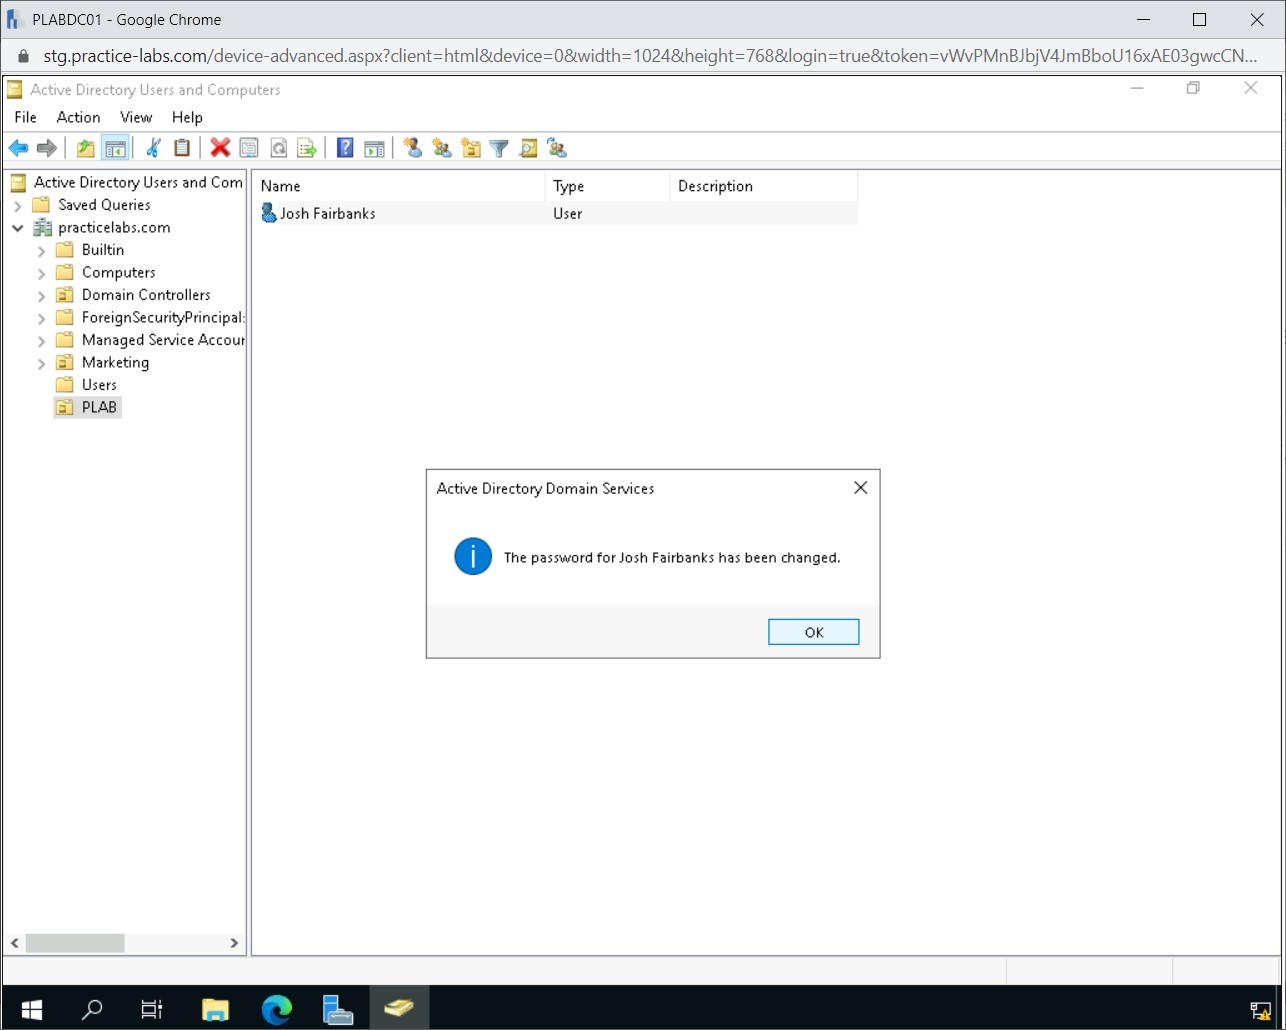 PLABDC01 - Google Chrome
stg.practice-labs.com/device-advanced.aspx?client=html&device=0&width=1024&height=768&login=true&token=vWvPMnBJbjV4JmBboU16xAE03gwcCN...
Active Directory Users and Computers
File Action View Help
Active Directory Users and Com
Saved Queries
practicelabs.com
Builtin
Computers
Domain Controllers
ForeignSecurityPrincipal:
Managed Service Accour
Marketing
Users
PLAB
Name Type Description
Josh Fairbanks User
Active Directory Domain Services
The password for Josh Fairbanks has been changed.
OK